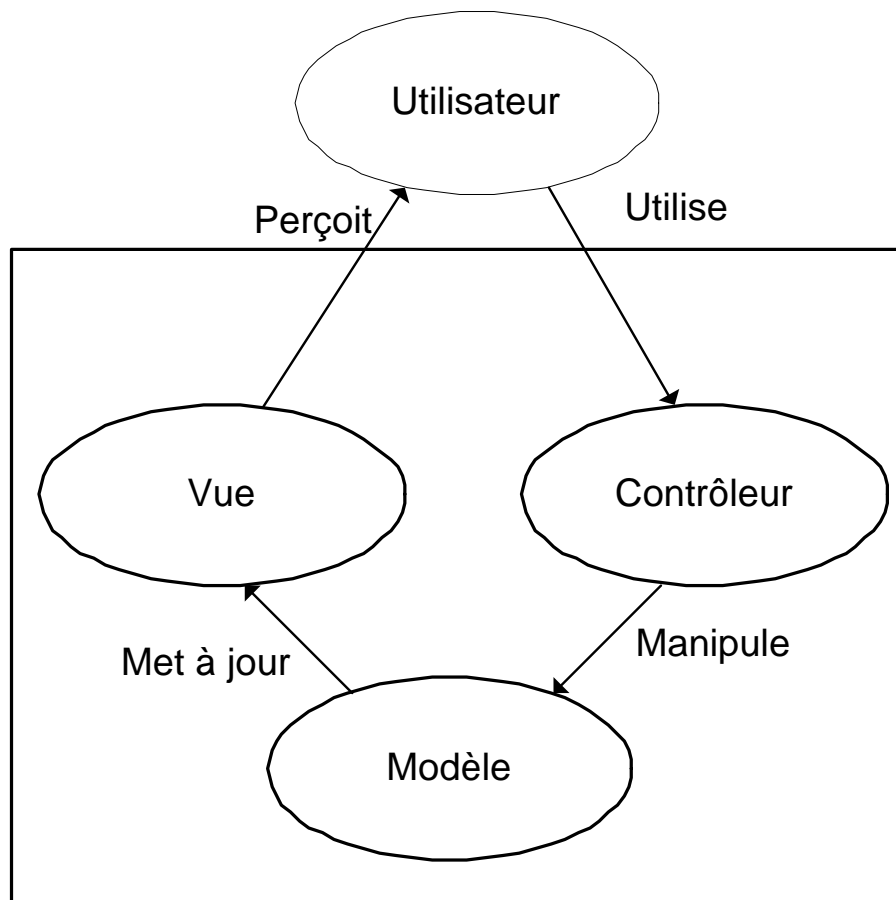 Utilisateur
Perçoit
Utilise
Vue
Contrôleur
Met à jour
Manipule
Modèle